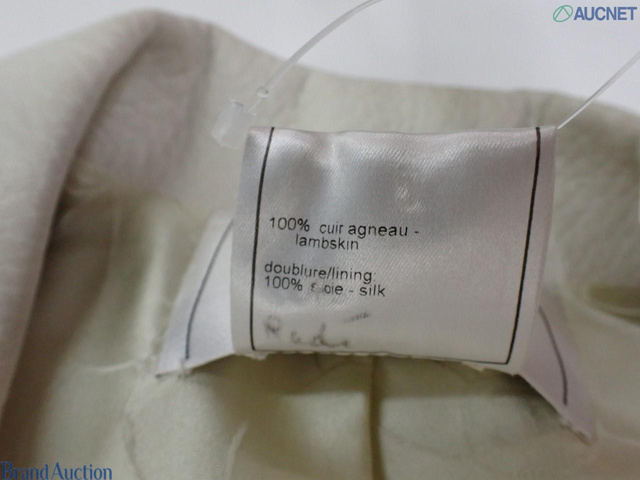 AUCNET
100% cuir agneau -
lambskin
doublure/lining:
100% soie - silk
Brand Auction